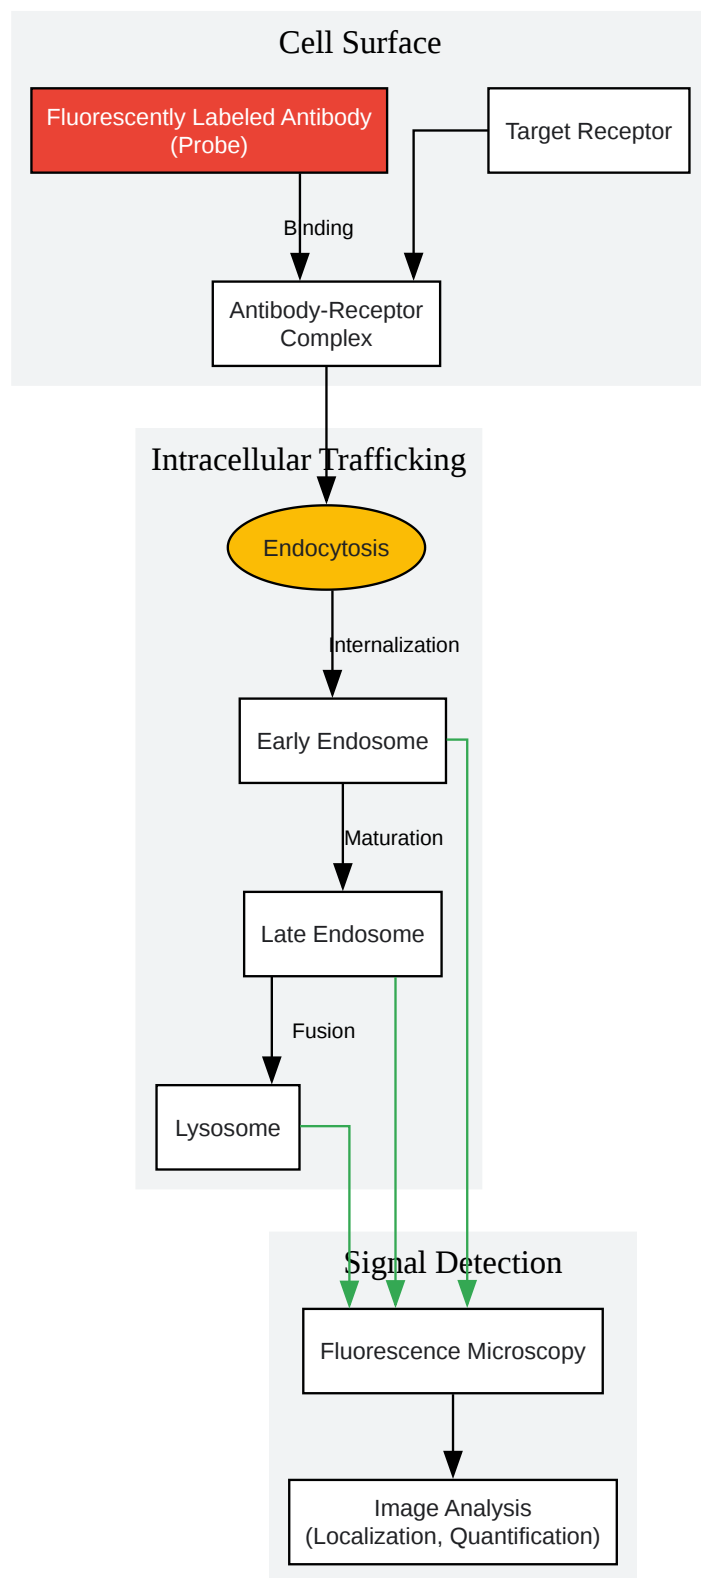 Cell Surface
Fluorescently Labeled Antibody
(Probe)
Target Receptor
Binding
Antibody-Receptor
Complex
Intracellular Trafficking
Endocytosis
Internalization
Early Endosome
Maturation
Late Endosome
Fusion
Lysosome
Signal Detection
Fluorescence Microscopy
Image Analysis
(Localization, Quantification)